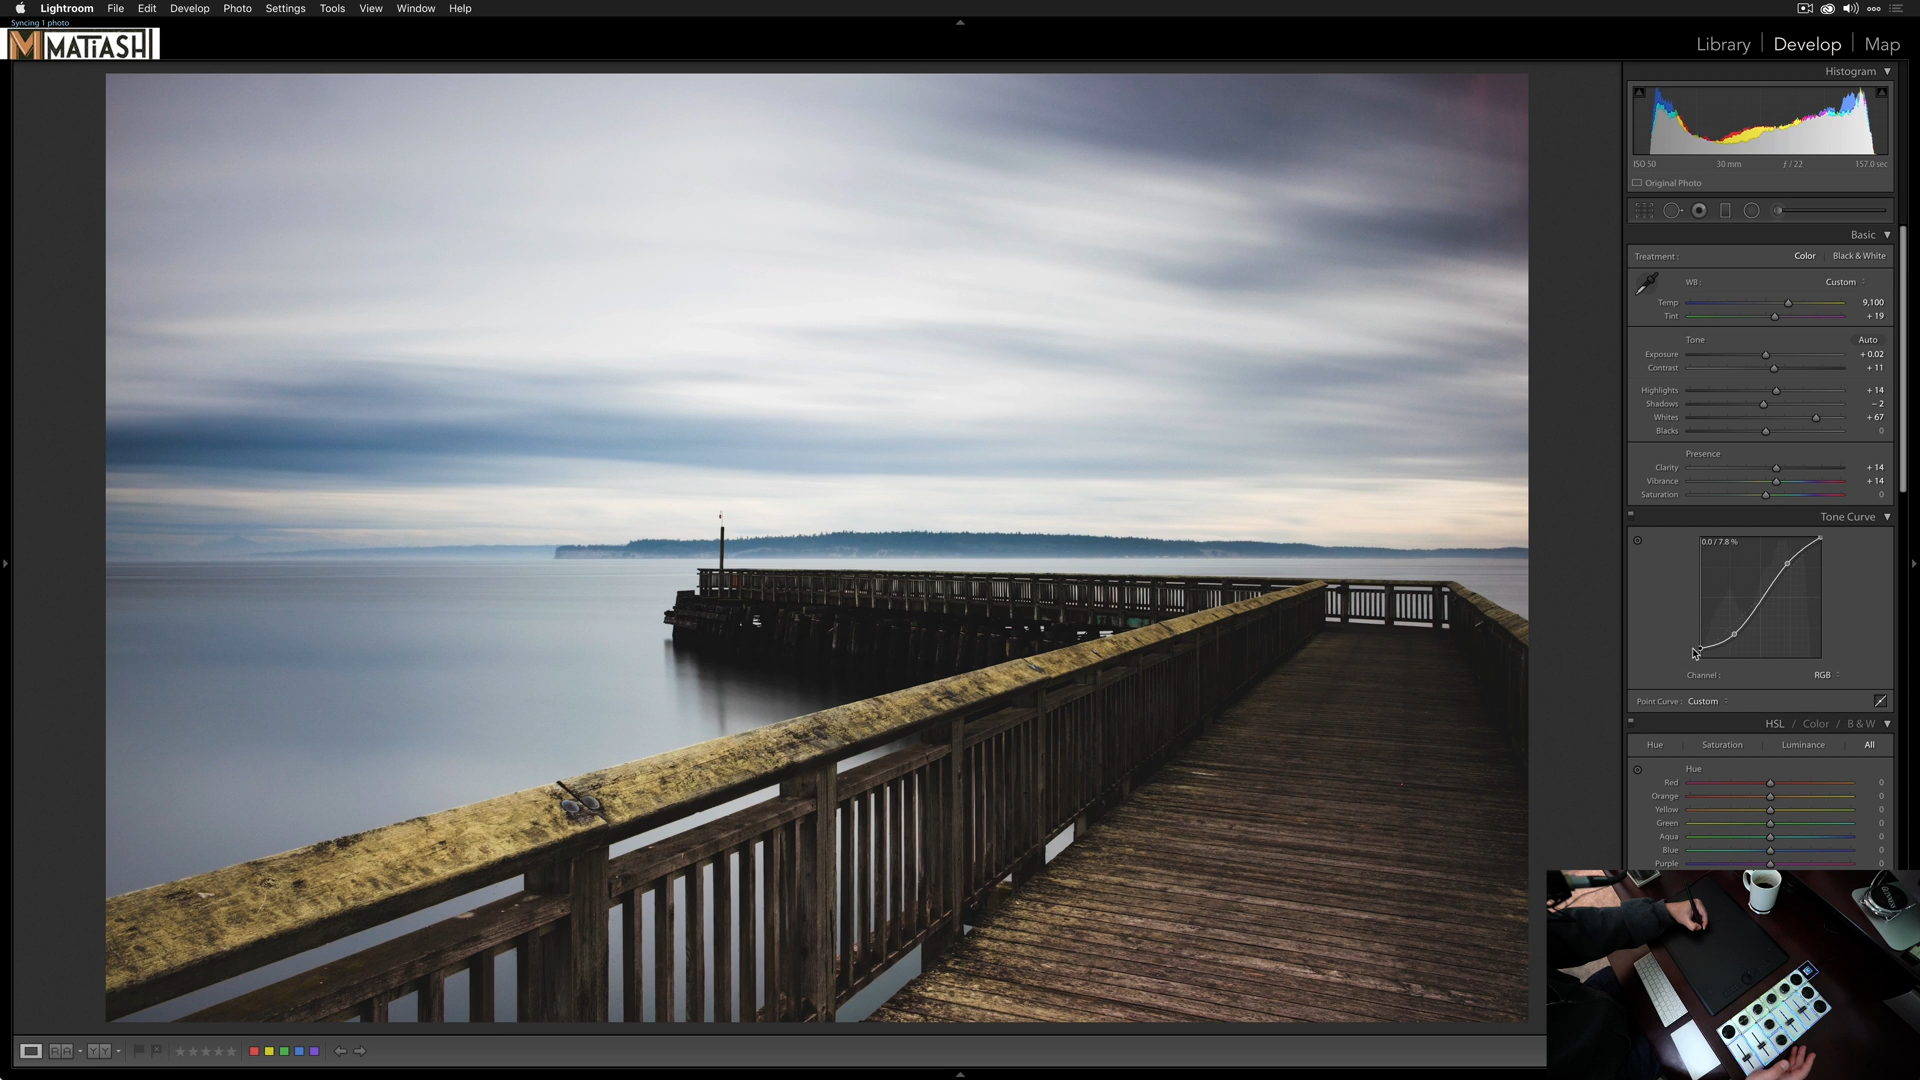 Lightroom File Edit Develop Photo Settings Tools View Window Help
Syncing 1 photo
M MATIASH
Library Develop Map
Histogram
ISO 50 30 mm ƒ / 22 157.0 sec
Original Photo
Basic
Treatment : Color Black & White
WB : Custom
Temp 9,100
Tint + 19
Tone Auto
Exposure + 0.02
Contrast + 11
Highlights + 14
Shadows – 2
Whites + 67
Blacks 0
Presence
Clarity + 14
Vibrance + 14
Saturation 0
Tone Curve
0.0 / 7.8 %
Channel : RGB
Point Curve : Custom
HSL / Color / B & W
Hue Saturation Luminance All
Hue
Red 0
Orange 0
Yellow 0
Green 0
Aqua 0
Blue 0
Purple 0
GUINNESS
RA YY